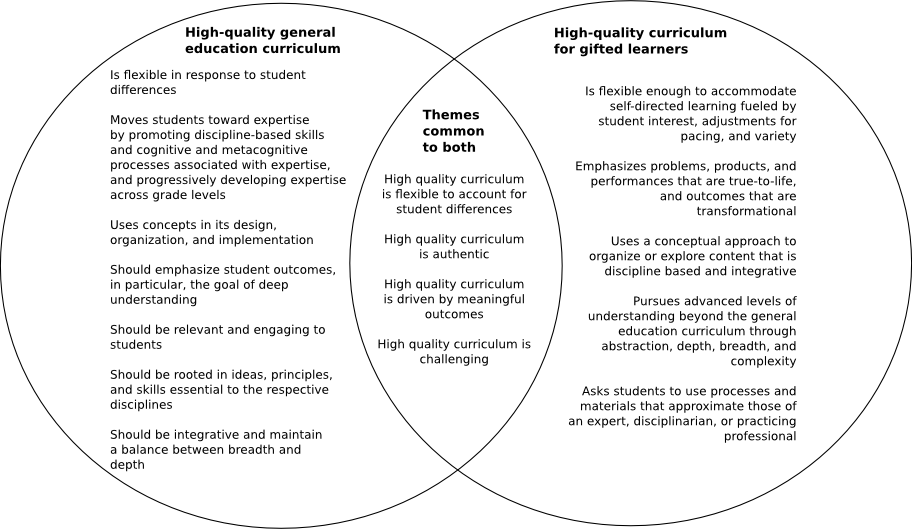 High-quality general
education curriculum
Is flexible in response to student
differences
Moves students toward expertise
by promoting discipline-based skills
and cognitive and metacognitive
processes associated with expertise,
and progressively developing expertise
across grade levels
Uses concepts in its design,
organization, and implementation
Should emphasize student outcomes,
in particular, the goal of deep
understanding
Should be relevant and engaging to
students
Should be rooted in ideas, principles,
and skills essential to the respective
disciplines
Should be integrative and maintain
a balance between breadth and
depth
Themes
common
to both
High quality curriculum
is flexible to account for
student differences
High quality curriculum
is authentic
High quality curriculum
is driven by meaningful
outcomes
High quality curriculum is
challenging
High-quality curriculum
for gifted learners
Is flexible enough to accommodate
self-directed learning fueled by
student interest, adjustments for
pacing, and variety
Emphasizes problems, products, and
performances that are true-to-life,
and outcomes that are
transformational
Uses a conceptual approach to
organize or explore content that is
discipline based and integrative
Pursues advanced levels of
understanding beyond the general
education curriculum through
abstraction, depth, breadth, and
complexity
Asks students to use processes and
materials that approximate those of
an expert, disciplinarian, or practicing
professional